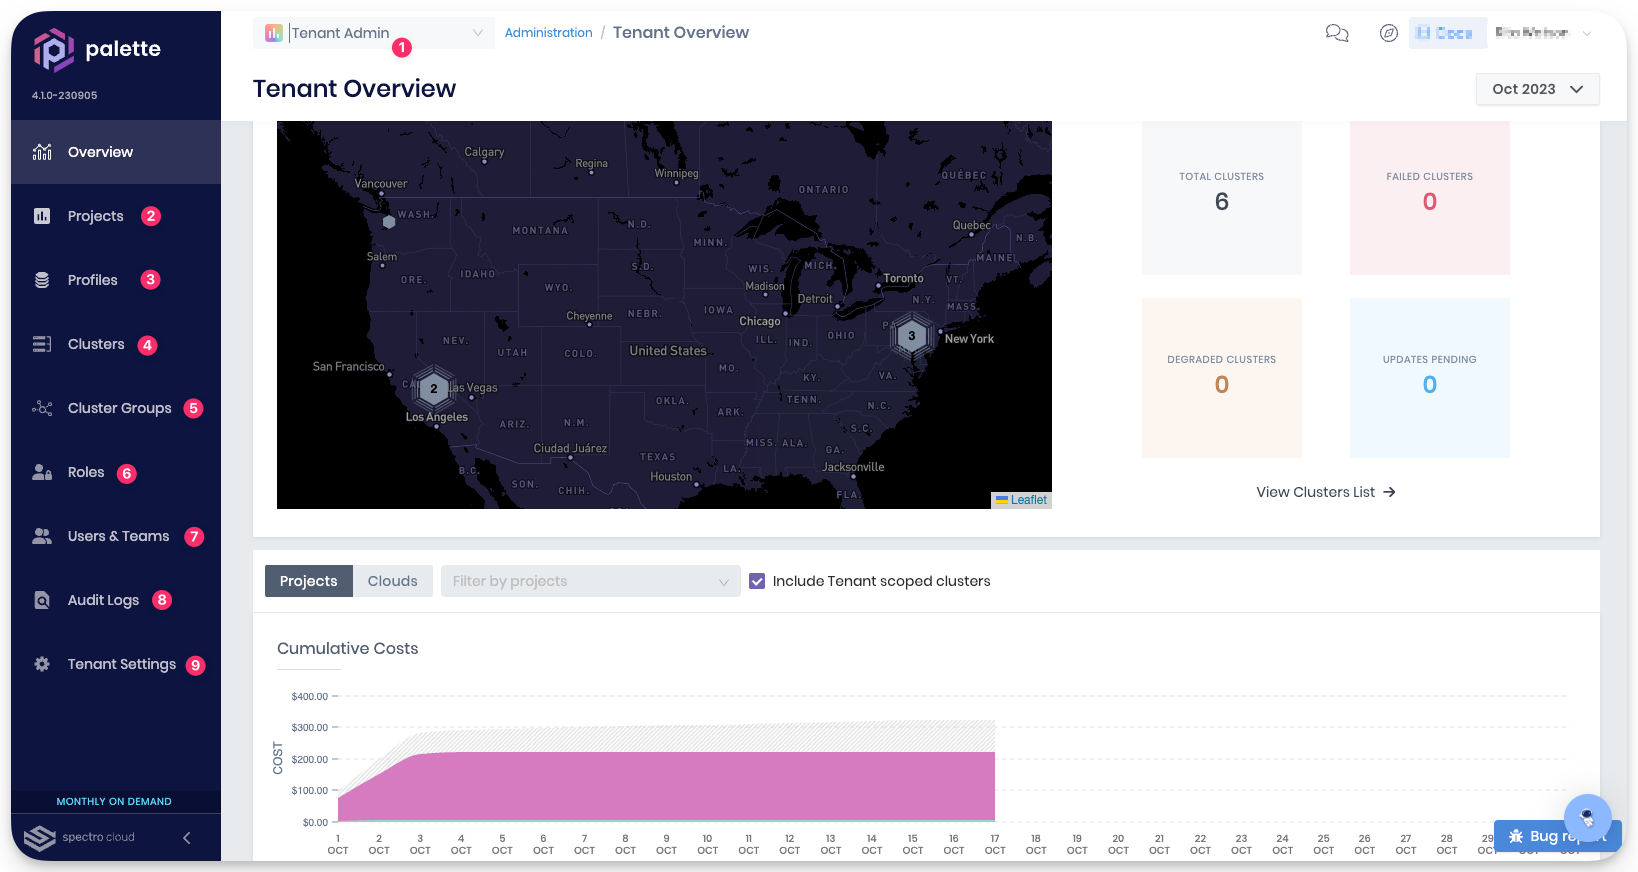 palette
4.1.0-230905
Tenant Admin
1
Administration / Tenant Overview
Tenant Overview
Oct 2023
Overview
Projects 2
Profiles 3
Clusters 4
Cluster Groups 5
Roles 6
Users & Teams 7
Audit Logs 8
Tenant Settings 9
MONTHLY ON DEMAND
spectro cloud
Calgary
Regina
Winnipeg
Vancouver
ONTARIO
QUÉBEC
WASH.
MONTANA
N.D.
MINN.
Quebec
N.B.
Salem
ORE.
IDAHO
S.D.
WIS.
MICH.
MAINE
Toronto
VT.
WYO.
Madison
Detroit
N.Y.
MASS.
Cheyenne
NEBR.
IOWA
Chicago
NEV.
UTAH
COLO.
United States
ILL.
IND.
OHIO
3
New York
San Francisco
MO.
KY.
VA.
CA
2
Las Vegas
Los Angeles
OKLA.
ARK.
TENN.
N.C.
ARIZ.
N.M.
S.C.
Ciudad Juárez
MISS.
ALA.
GA.
B.C.
TEXAS
Houston
LA.
Jacksonville
SON.
CHIH.
FLA.
Leaflet
TOTAL CLUSTERS
6
FAILED CLUSTERS
0
DEGRADED CLUSTERS
0
UPDATES PENDING
0
View Clusters List →
Projects
Clouds
Filter by projects
Include Tenant scoped clusters
Cumulative Costs
COST
$400.00
$300.00
$200.00
$100.00
$0.00
1 2 3 4 5 6 7 8 9 10 11 12 13 14 15 16 17 18 19 20 21 22 23 24 25 26 27 28 29
OCT OCT OCT OCT OCT OCT OCT OCT OCT OCT OCT OCT OCT OCT OCT OCT OCT OCT OCT OCT OCT OCT OCT OCT OCT OCT OCT OCT
Bug